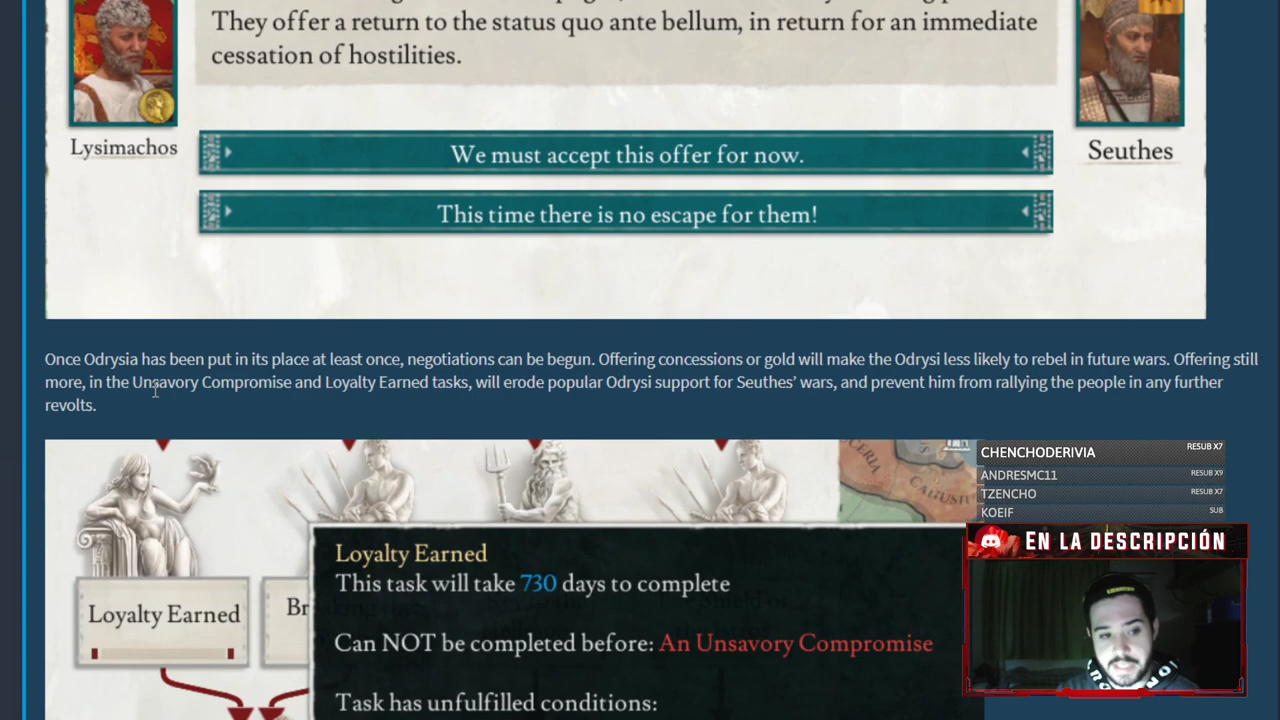 They offer a return to the status quo ante bellum, in return for an immediate
cessation of hostilities.
Lysimachos
Seuthes
We must accept this offer for now.
This time there is no escape for them!
Once Odrysia has been put in its place at least once, negotiations can be begun. Offering concessions or gold will make the Odrysi less likely to rebel in future wars. Offering still
more, in the Unsavory Compromise and Loyalty Earned tasks, will erode popular Odrysi support for Seuthes’ wars, and prevent him from rallying the people in any further
revolts.
CHENCHODERIVIA RESUB X7
ANDRESMC11 RESUB X9
TZENCHO RESUB X7
KOEIF SUB
EN LA DESCRIPCIÓN
Loyalty Earned
Br
Loyalty Earned
This task will take 730 days to complete
Can NOT be completed before: An Unsavory Compromise
Task has unfulfilled conditions: